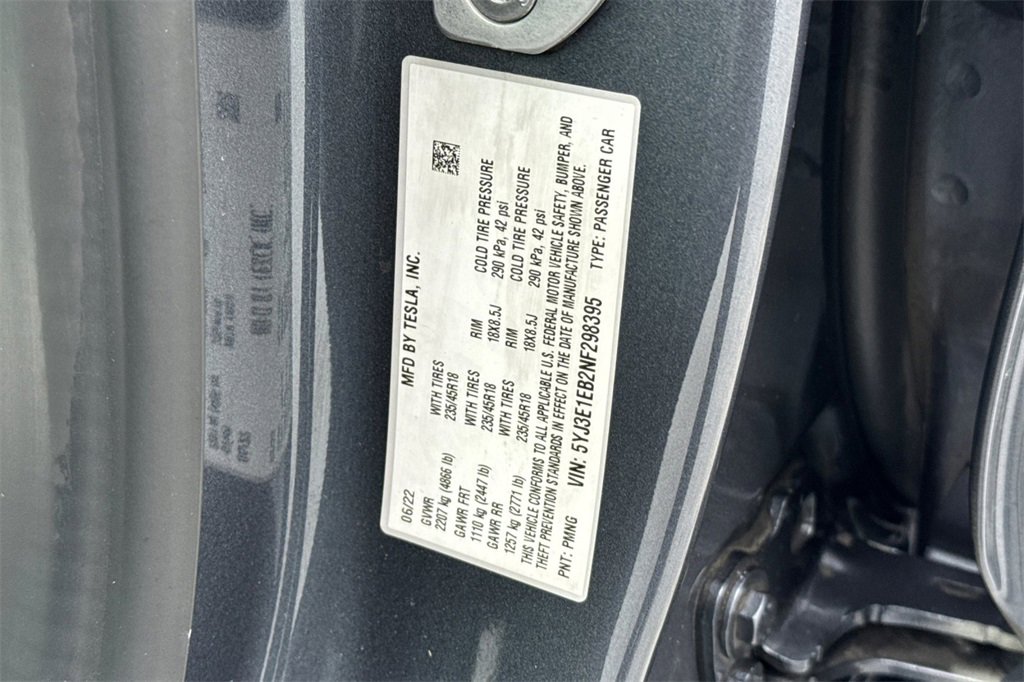 MFD BY TESLA, INC.
06/22
GVWR
2207 kg (4866 lb)
WITH TIRES
235/45R18
RIM
18X8.5J
COLD TIRE PRESSURE
290 kPa, 42 psi
GAWR FRT
1110 kg (2447 lb)
WITH TIRES
235/45R18
RIM
18X8.5J
COLD TIRE PRESSURE
290 kPa, 42 psi
GAWR RR
1257 kg (2771 lb)
WITH TIRES
235/45R18
THIS VEHICLE CONFORMS TO ALL APPLICABLE U.S. FEDERAL MOTOR VEHICLE SAFETY, BUMPER, AND
THEFT PREVENTION STANDARDS IN EFFECT ON THE DATE OF MANUFACTURE SHOWN ABOVE.
PNT: PMNG VIN: 5YJ3E1EB2NF298395 TYPE: PASSENGER CAR